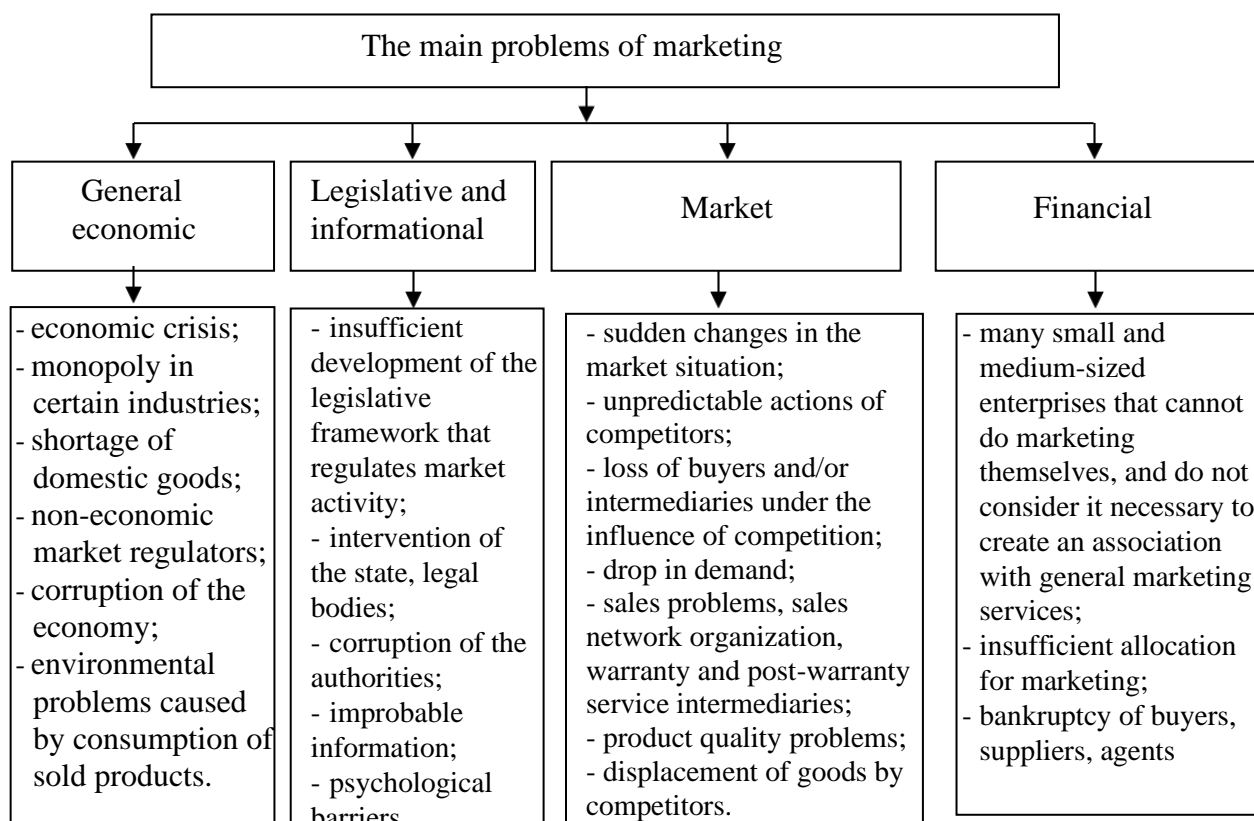 The main problems of marketing
General
economic
Legislative and
informational
Market
Financial
- economic crisis;
- monopoly in
certain industries;
- shortage of
domestic goods;
- non-economic
market regulators;
- corruption of the
economy;
- environmental
problems caused
by consumption of
sold products.
- insufficient
development of the
legislative
framework that
regulates market
activity;
- intervention of
the state, legal
bodies;
- corruption of the
authorities;
- improbable
information;
- psychological
barriers
- sudden changes in the
market situation;
- unpredictable actions of
competitors;
- loss of buyers and/or
intermediaries under the
influence of competition;
- drop in demand;
- sales problems, sales
network organization,
warranty and post-warranty
service intermediaries;
- product quality problems;
- displacement of goods by
competitors.
- many small and
medium-sized
enterprises that cannot
do marketing
themselves, and do not
consider it necessary to
create an association
with general marketing
services;
- insufficient allocation
for marketing;
- bankruptcy of buyers,
suppliers, agents